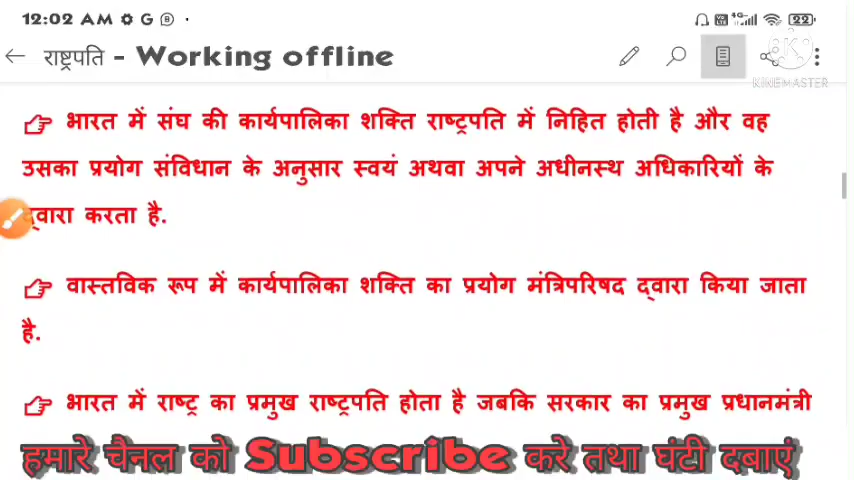 12:02 AM G
4G 22
राष्ट्रपति - Working offline
KINEMASTER
भारत में संघ की कार्यपालिका शक्ति राष्ट्रपति में निहित होती है और वह
उसका प्रयोग संविधान के अनुसार स्वयं अथवा अपने अधीनस्थ अधिकारियों के
द्वारा करता है.
वास्तविक रूप में कार्यपालिका शक्ति का प्रयोग मंत्रिपरिषद द्वारा किया जाता
है.
भारत में राष्ट्र का प्रमुख राष्ट्रपति होता है जबकि सरकार का प्रमुख प्रधानमंत्री
हमारे चैनल को Subscribe करे तथा घंटी दबाएं